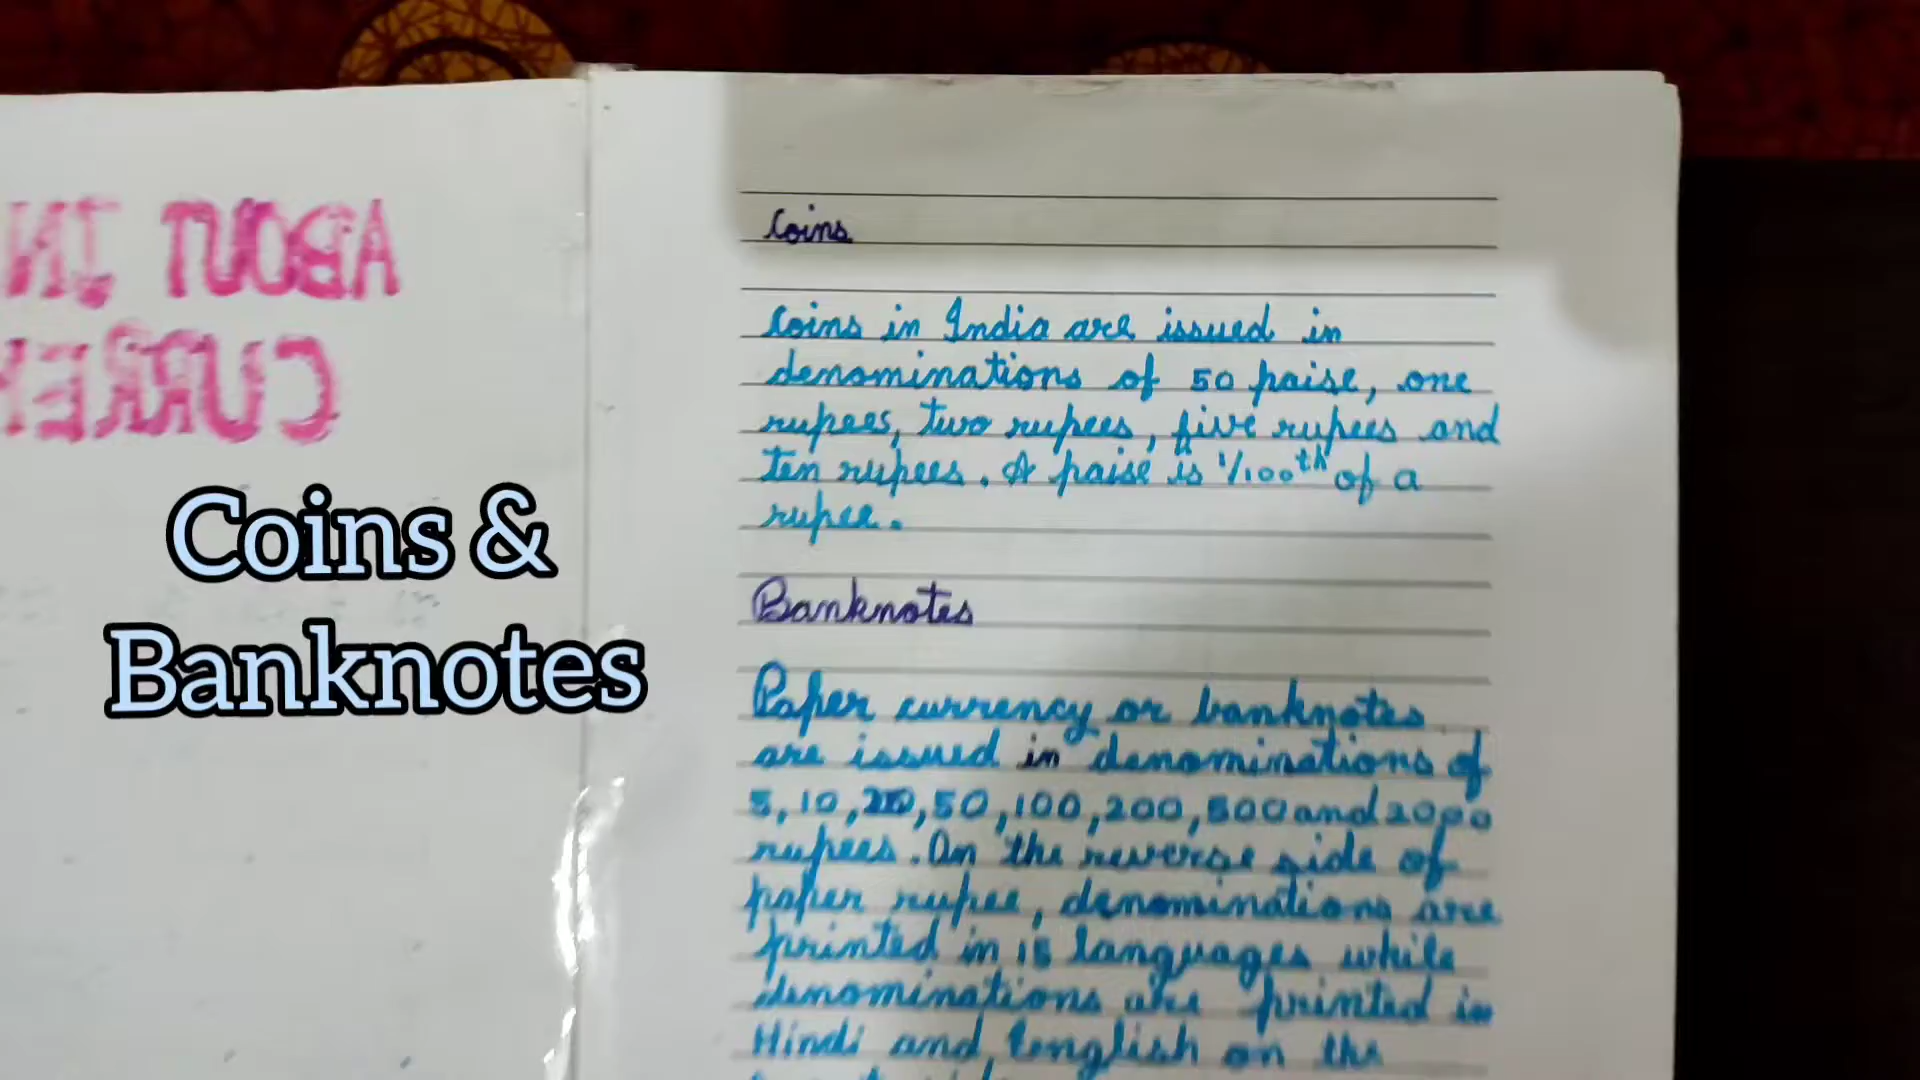 ABOU IN
CURRE
Coins &
Banknotes
Coins
Coins in India are issued in
denominations of 50 paise, one
rupees, two rupees, five rupees and
ten rupees. A paise is 1/100th of a
rupee.
Banknotes
Paper currency or banknotes
are issued in denominations of
5, 10, 20, 50, 100, 200, 500 and 2000
rupees. On the reverse side of
paper rupee, denominations are
printed in 15 languages while
denominations are printed in
Hindi and English on the